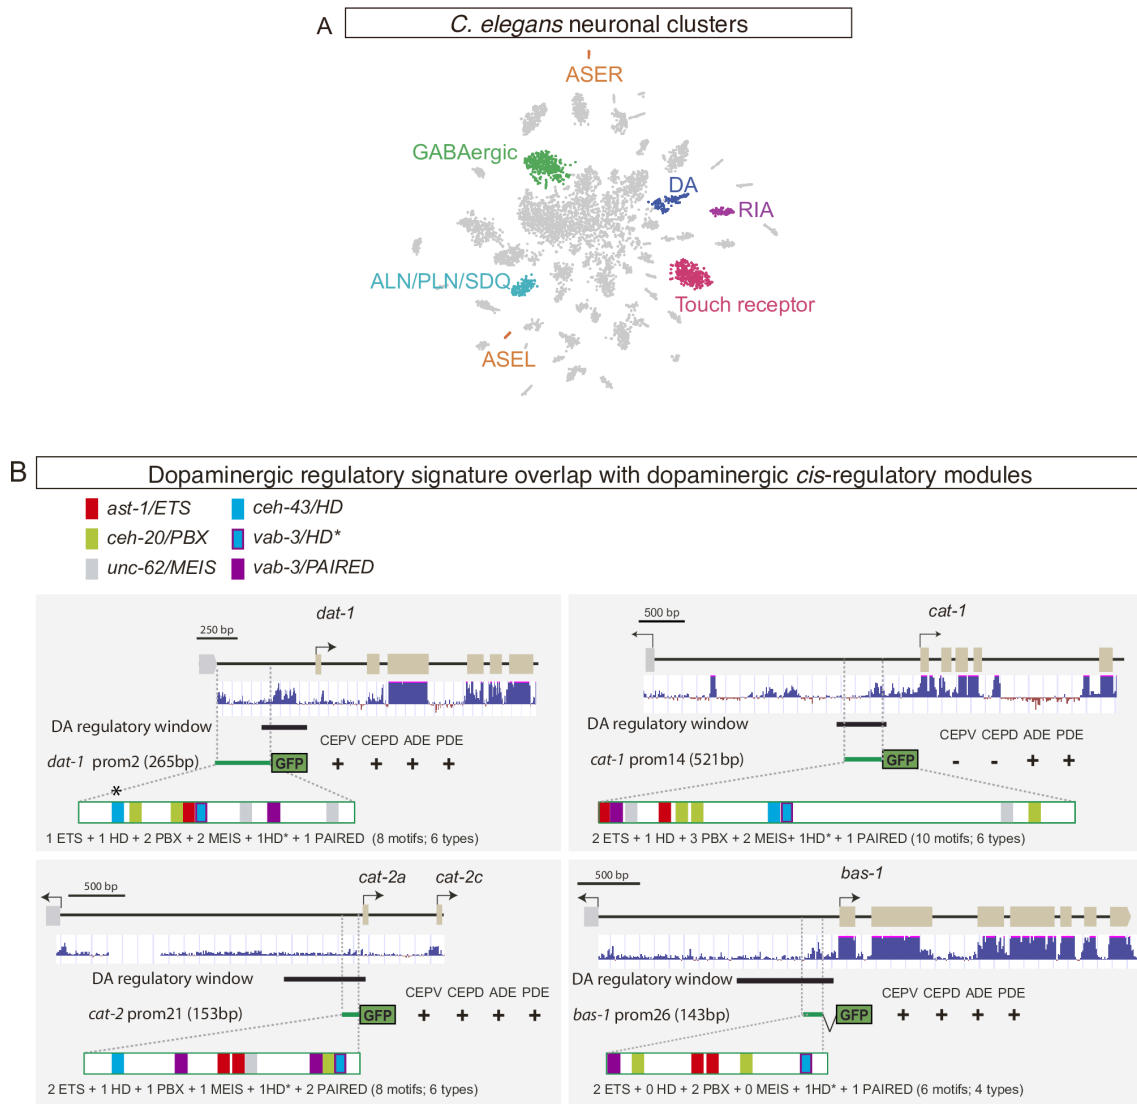 A
C. elegans neuronal clusters
ASER
GABAergic
DA
RIA
ALN/PLN/SDQ
Touch receptor
ASEL
B
Dopaminergic regulatory signature overlap with dopaminergic cis-regulatory modules
ast-1/ETS
ceh-43/HD
ceh-20/PBX
vab-3/HD*
unc-62/MEIS
vab-3/PAIRED
dat-1
250 bp
DA regulatory window
CEPV CEPD ADE PDE
dat-1 prom2 (265bp)
GFP
+ + + +
*
1 ETS + 1 HD + 2 PBX + 2 MEIS + 1HD* + 1 PAIRED (8 motifs; 6 types)
cat-1
500 bp
DA regulatory window
CEPV CEPD ADE PDE
cat-1 prom14 (521bp)
GFP
- - + +
2 ETS + 1 HD + 3 PBX + 2 MEIS+ 1HD* + 1 PAIRED (10 motifs; 6 types)
cat-2a
cat-2c
500 bp
DA regulatory window
CEPV CEPD ADE PDE
cat-2 prom21 (153bp)
GFP
+ + + +
2 ETS + 1 HD + 1 PBX + 1 MEIS + 1HD* + 2 PAIRED (8 motifs; 6 types)
bas-1
500 bp
DA regulatory window
CEPV CEPD ADE PDE
bas-1 prom26 (143bp)
GFP
+ + + +
2 ETS + 0 HD + 2 PBX + 0 MEIS + 1HD* + 1 PAIRED (6 motifs; 4 types)